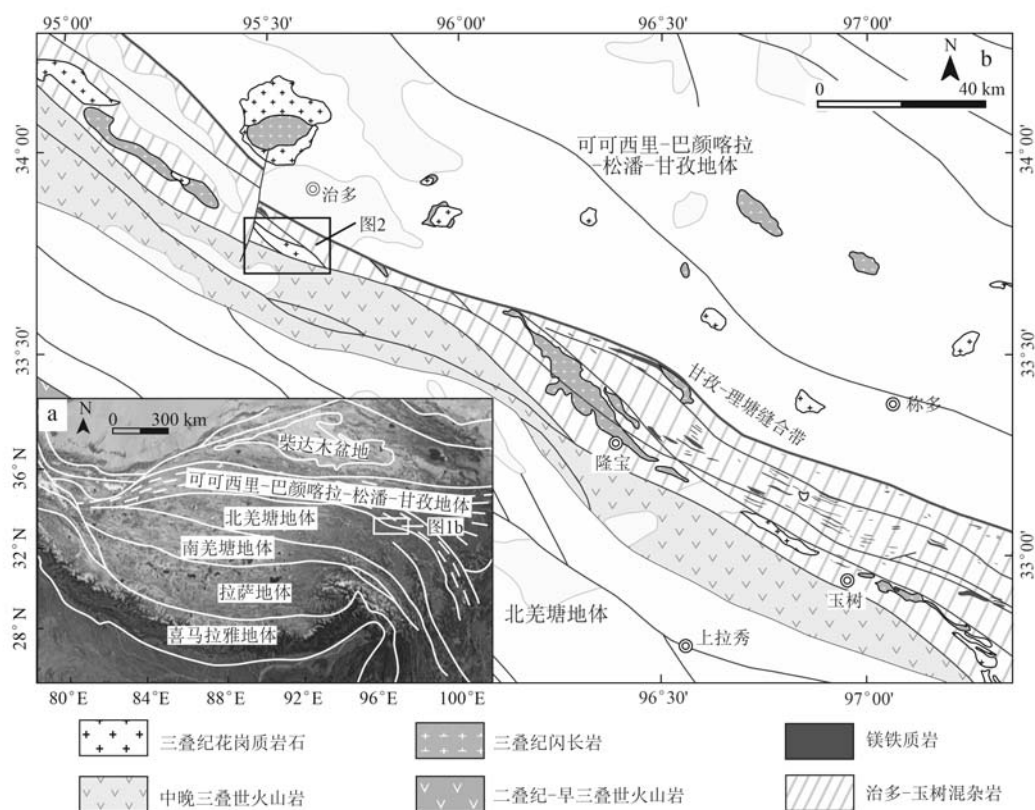 95°00′ 95°30′ 96°00′ 96°30′ 97°00′
b
N
0 40 km
可可西里-巴颜喀拉
-松潘-甘孜地体
34°00′
34°00′
治多
图2
33°30′
33°30′
甘孜-理塘缝合带
称多
隆宝
玉树
33°00′
北羌塘地体
上拉秀
96°30′ 97°00′
a
N
0 300 km
柴达木盆地
36°N
可可西里-巴颜喀拉-松潘-甘孜地体
北羌塘地体
图1b
南羌塘地体
32°N
拉萨地体
喜马拉雅地体
28°N
80°E 84°E 88°E 92°E 96°E 100°E
三叠纪花岗质岩石
三叠纪闪长岩
镁铁质岩
中晚三叠世火山岩
二叠纪-早三叠世火山岩
治多-玉树混杂岩